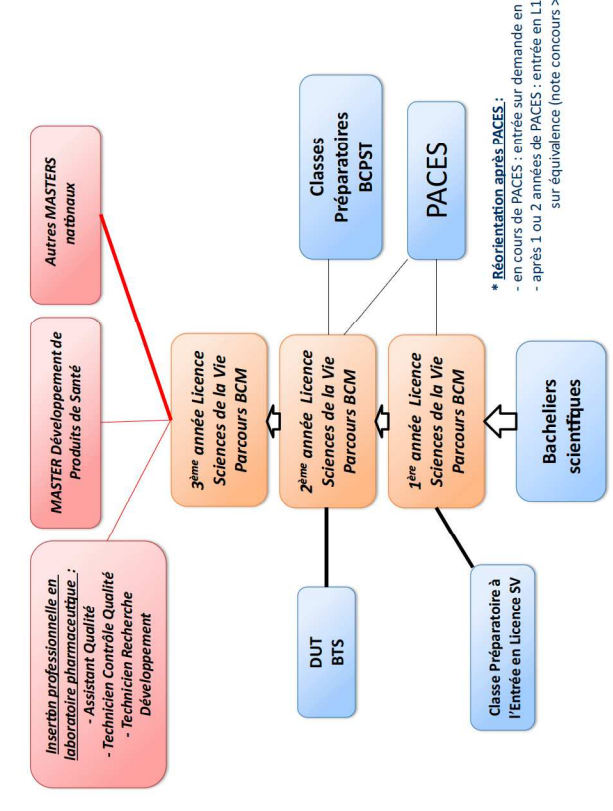 Insertion professionnelle en
laboratoire pharmaceutique :
- Assistant Qualité
- Technicien Contrôle Qualité
- Technicien Recherche
Développement
MASTER Développement de
Produits de Santé
Autres MASTERS
nationaux
3ème année Licence
Sciences de la Vie
Parcours BCM
DUT
BTS
2ème année Licence
Sciences de la Vie
Parcours BCM
Classes
Préparatoires
BCPST
Classe Préparatoire à
l'Entrée en Licence SV
1ère année Licence
Sciences de la Vie
Parcours BCM
PACES
Bacheliers
scientifiques
* Réorientation après PACES :
- en cours de PACES : entrée sur demande en
- après 1 ou 2 années de PACES : entrée en L1
sur équivalence (note concours >